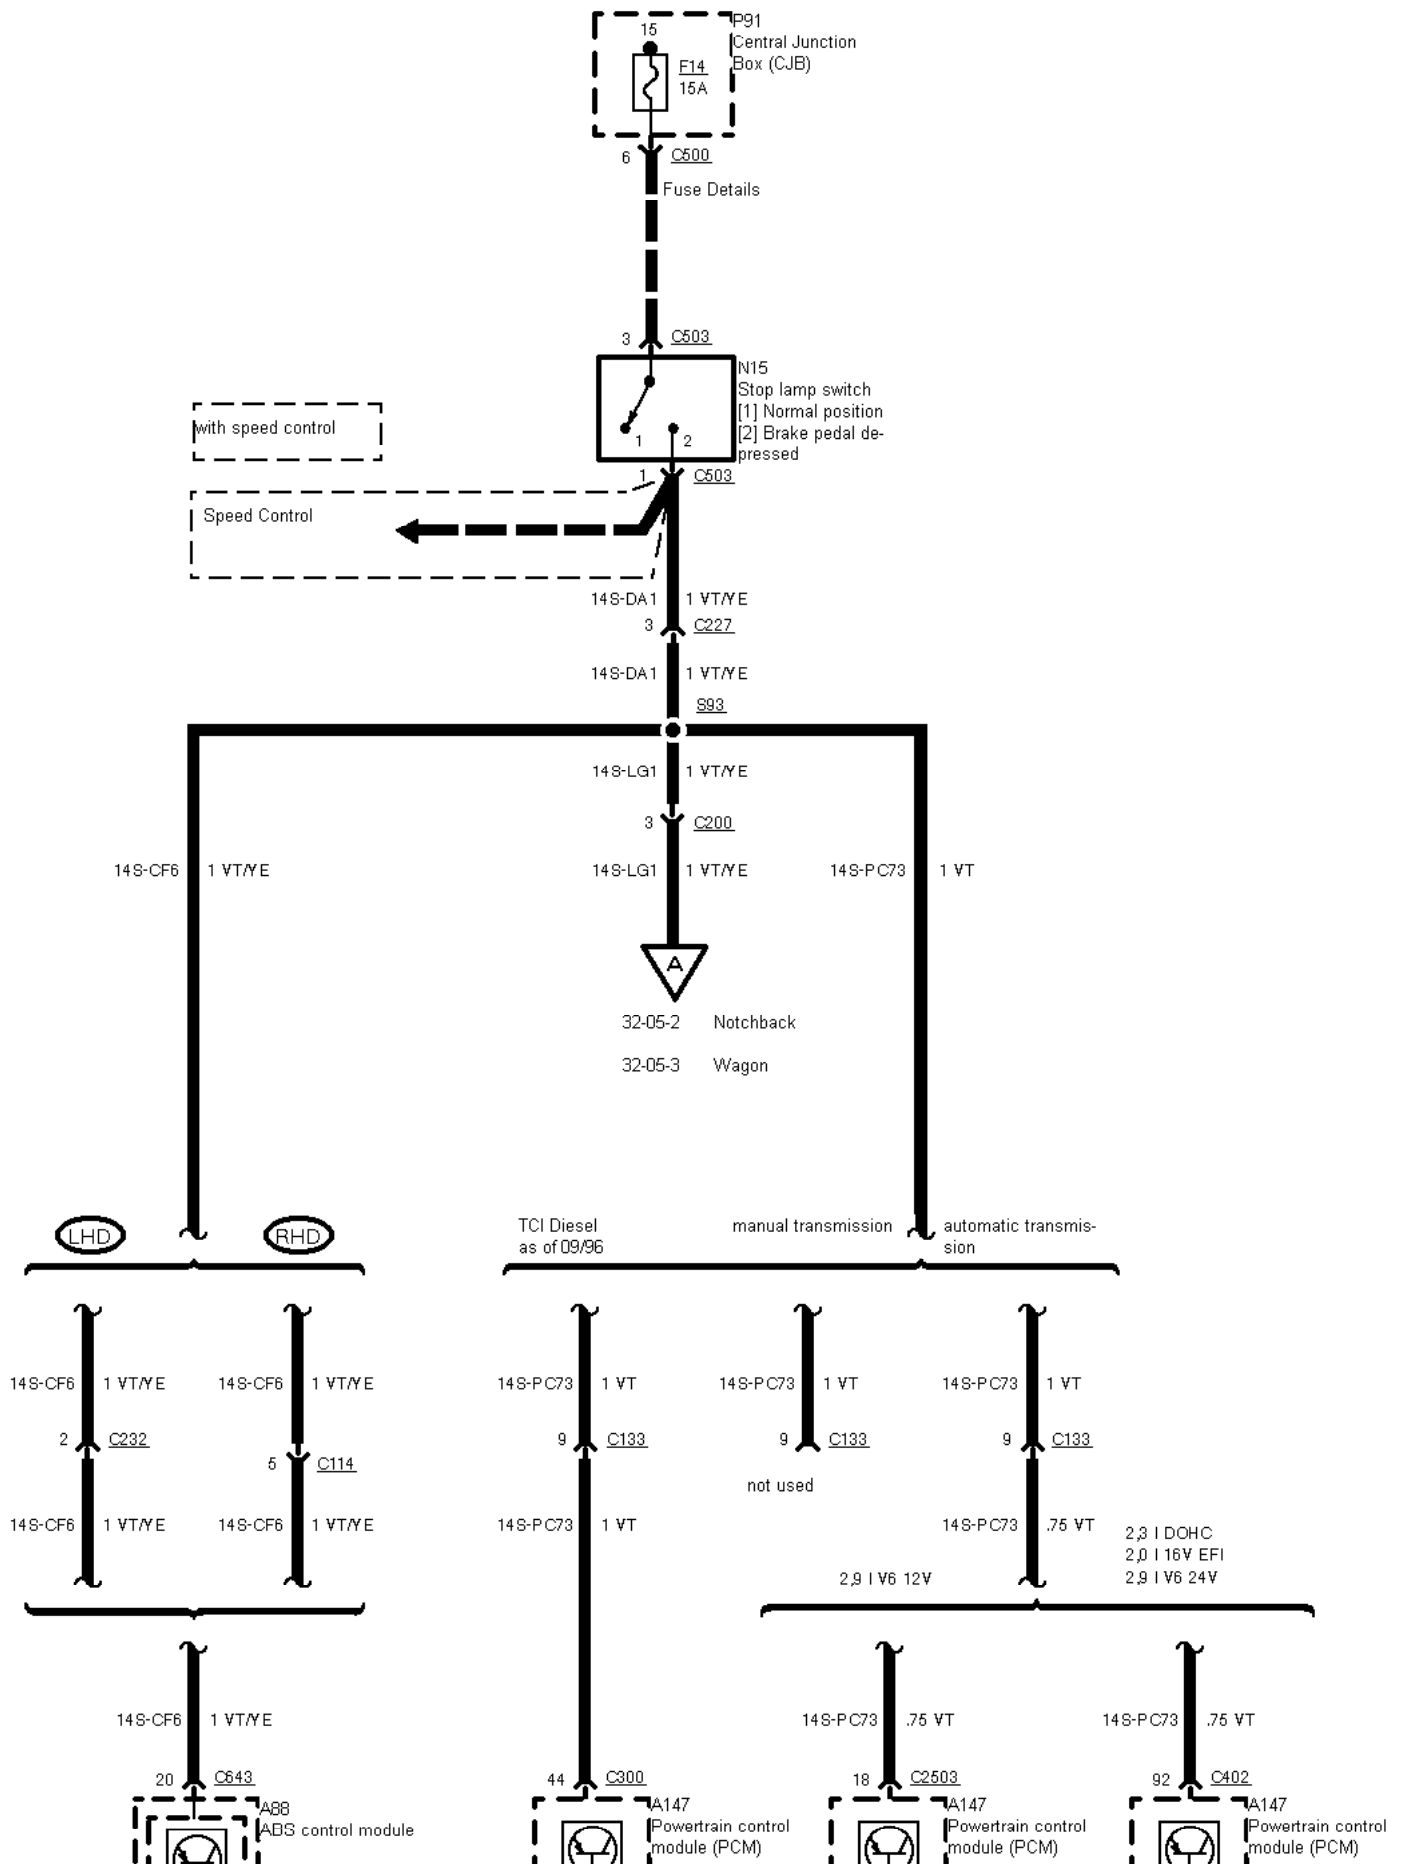 15
P91
Central Junction
Box (CJB)
F14
15A
6 C500
Fuse Details
3 C503
N15
Stop lamp switch
[1] Normal position
[2] Brake pedal de-
pressed
1 2
with speed control
1 C503
Speed Control
14S-DA1 1 VT/YE
3 C227
14S-DA1 1 VT/YE
S93
14S-LG1 1 VT/YE
3 C200
14S-CF6 1 VT/YE
14S-LG1 1 VT/YE
14S-PC73 1 VT
A
32-05-2 Notchback
32-05-3 Wagon
LHD
RHD
TCI Diesel
as of 09/96
manual transmission
automatic transmis-
sion
14S-CF6 1 VT/YE
14S-CF6 1 VT/YE
14S-PC73 1 VT
14S-PC73 1 VT
14S-PC73 1 VT
2 C232
5 C114
9 C133
9 C133
9 C133
not used
14S-CF6 1 VT/YE
14S-CF6 1 VT/YE
14S-PC73 1 VT
14S-PC73 .75 VT
2,9 l V6 12V
2,3 l DOHC
2,0 l 16V EFI
2,9 l V6 24V
14S-CF6 1 VT/YE
14S-PC73 .75 VT
14S-PC73 .75 VT
20 C643
44 C300
18 C2503
92 C402
A88
ABS control module
A147
Powertrain control
module (PCM)
A147
Powertrain control
module (PCM)
A147
Powertrain control
module (PCM)